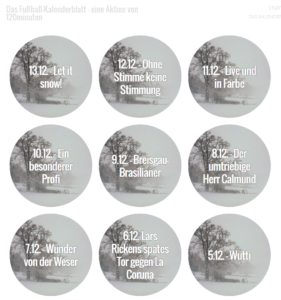 Das Fußball-Kalenderblatt - eine Aktion von
120minuten
13.12.- Let it
snow!
12.12.- Ohne
Stimme keine
Stimmung
11.12.- Live und
in Farbe
10.12.- Ein
besonderer
Profi
9.12.- Breisgau-
Brasilianer
8.12.- Der
umtriebige
Herr Calmund
7.12.- Wunder
von der Weser
6.12. Lars
Rickens spätes
Tor gegen La
Coruna
5.12.- Wutti